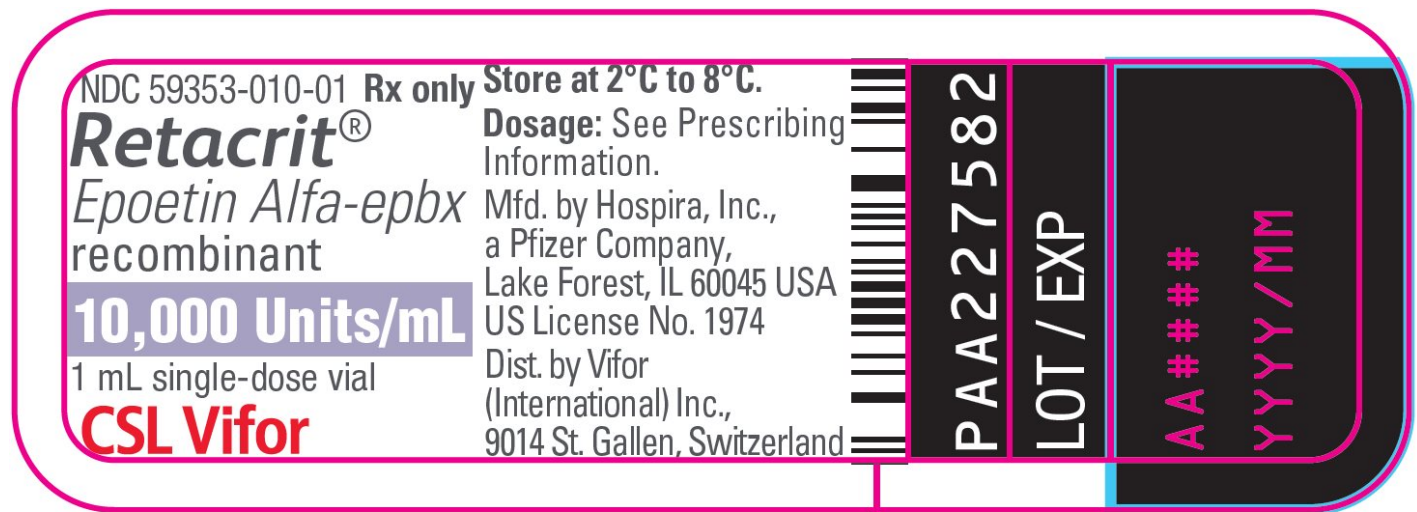 NDC 59353-010-01 Rx only
Retacrit®
Epoetin Alfa-epbx
recombinant
10,000 Units/mL
1 mL single-dose vial
CSL Vifor
Store at 2°C to 8°C.
Dosage: See Prescribing
Information.
Mfd. by Hospira, Inc.,
a Pfizer Company,
Lake Forest, IL 60045 USA
US License No. 1974
Dist. by Vifor
(International) Inc.,
9014 St. Gallen, Switzerland
PAA227582
LOT / EXP
AA####
YYYY/MM